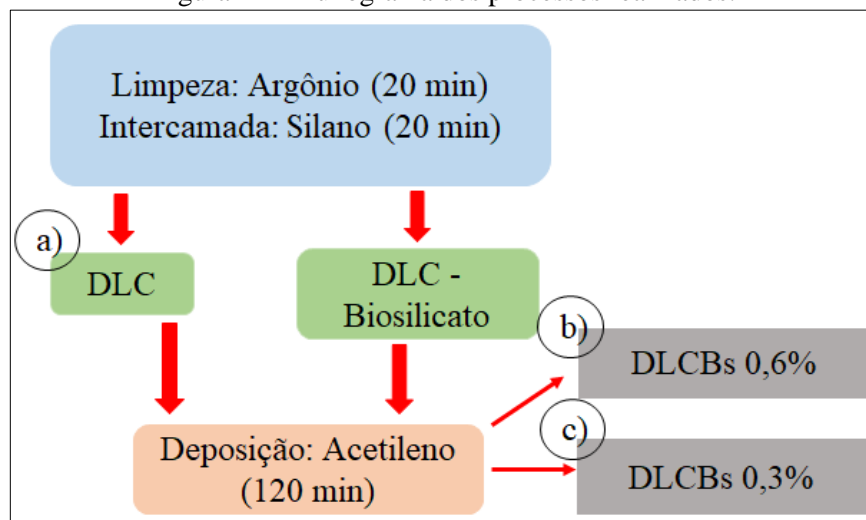 Limpeza: Argônio (20 min)
Intercamada: Silano (20 min)
a)
DLC
DLC -
Biosilicato
b)
DLCBs 0,6%
Deposição: Acetileno
(120 min)
c)
DLCBs 0,3%